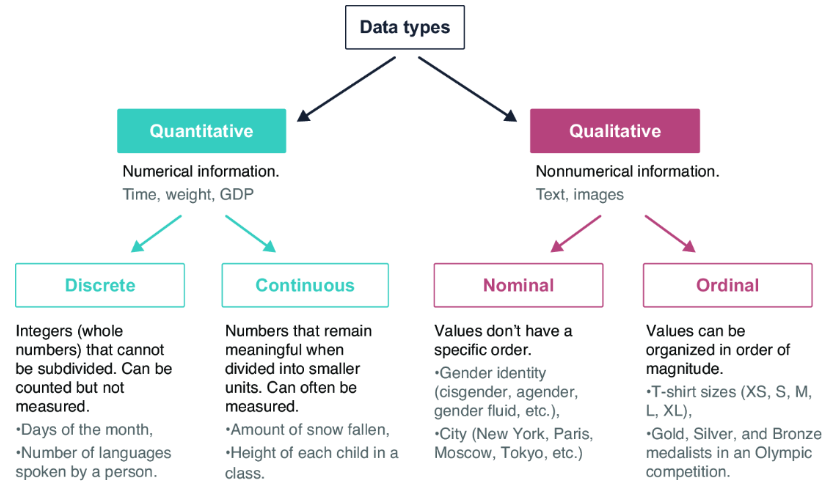 Data types
Quantitative
Numerical information.
Time, weight, GDP
Qualitative
Nonnumerical information.
Text, images
Discrete
Integers (whole
numbers) that cannot
be subdivided. Can be
counted but not
measured.
•Days of the month,
•Number of languages
spoken by a person.
Continuous
Numbers that remain
meaningful when
divided into smaller
units. Can often be
measured.
•Amount of snow fallen,
•Height of each child in a
class.
Nominal
Values don’t have a
specific order.
•Gender identity
(cisgender, agender,
gender fluid, etc.),
•City (New York, Paris,
Moscow, Tokyo, etc.)
Ordinal
Values can be
organized in order of
magnitude.
•T-shirt sizes (XS, S, M,
L, XL),
•Gold, Silver, and Bronze
medalists in an Olympic
competition.